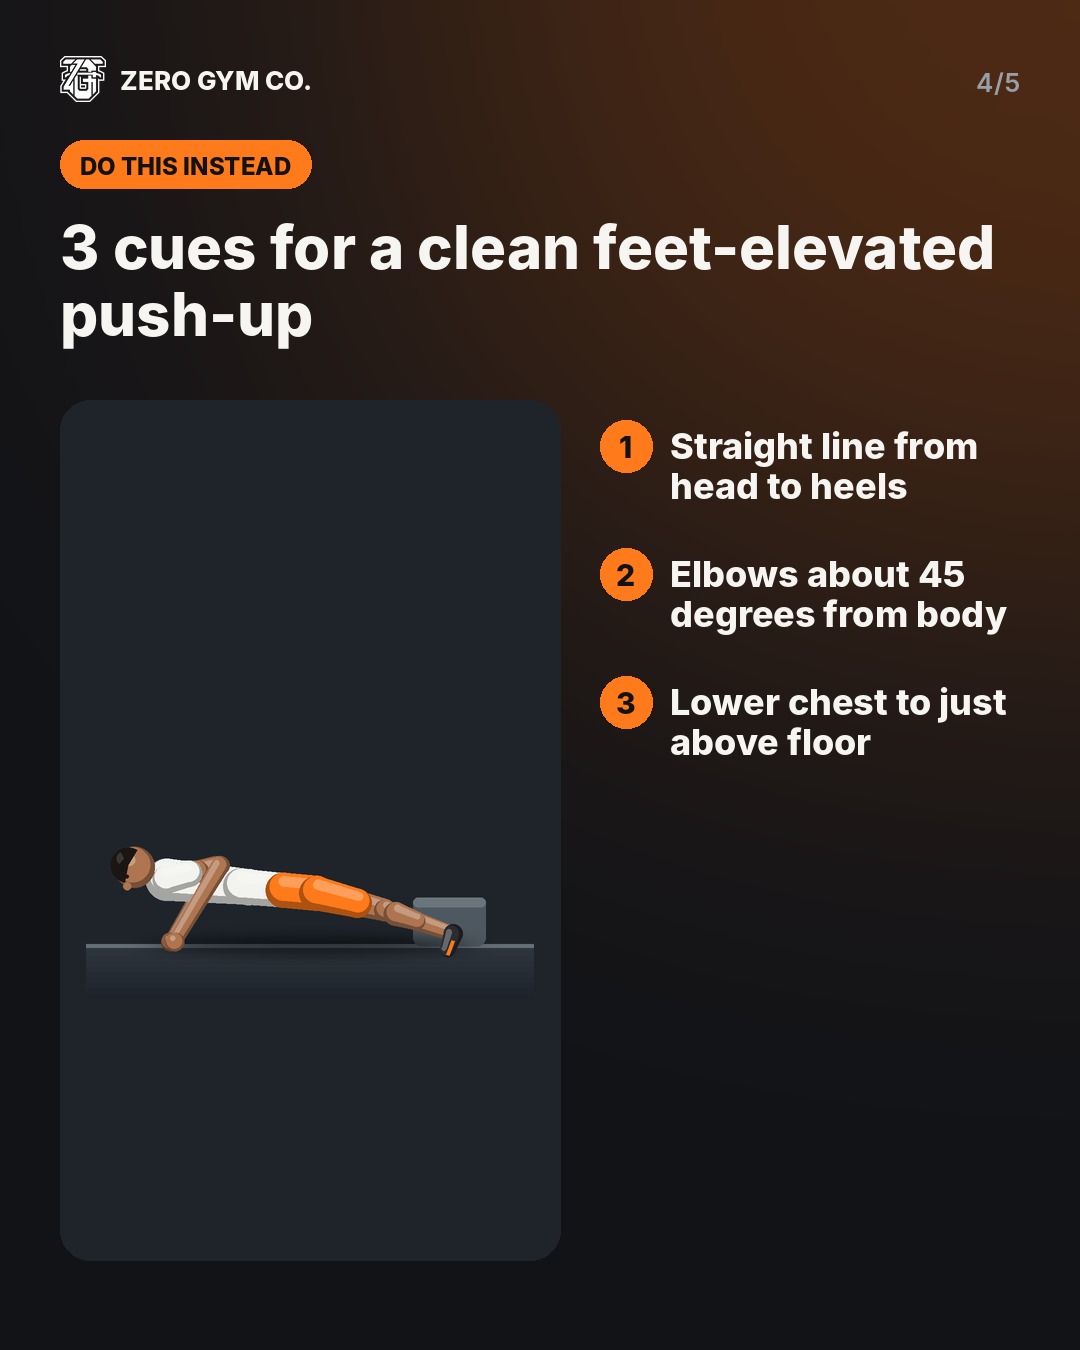 ZERO GYM CO.
4/5
DO THIS INSTEAD
3 cues for a clean feet-elevated
push-up
1 Straight line from
head to heels
2 Elbows about 45
degrees from body
3 Lower chest to just
above floor